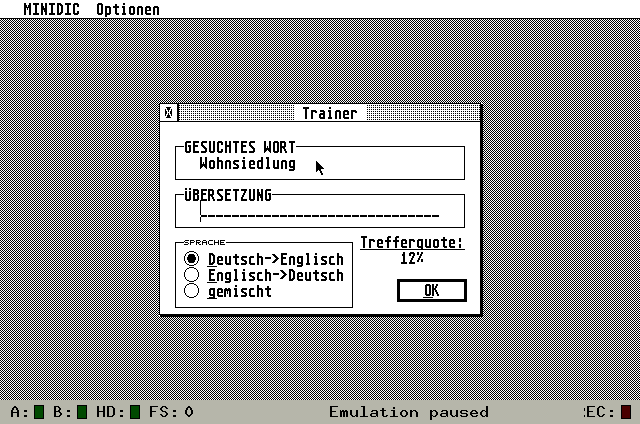 MINIDIC Optionen
Trainer
GESUCHTES WORT
Wohnsiedlung
ÜBERSETZUNG
SPRACHE
Deutsch->Englisch
Englisch->Deutsch
gemischt
Trefferquote:
12%
OK
A: B: HD: FS: 0 Emulation paused EC: